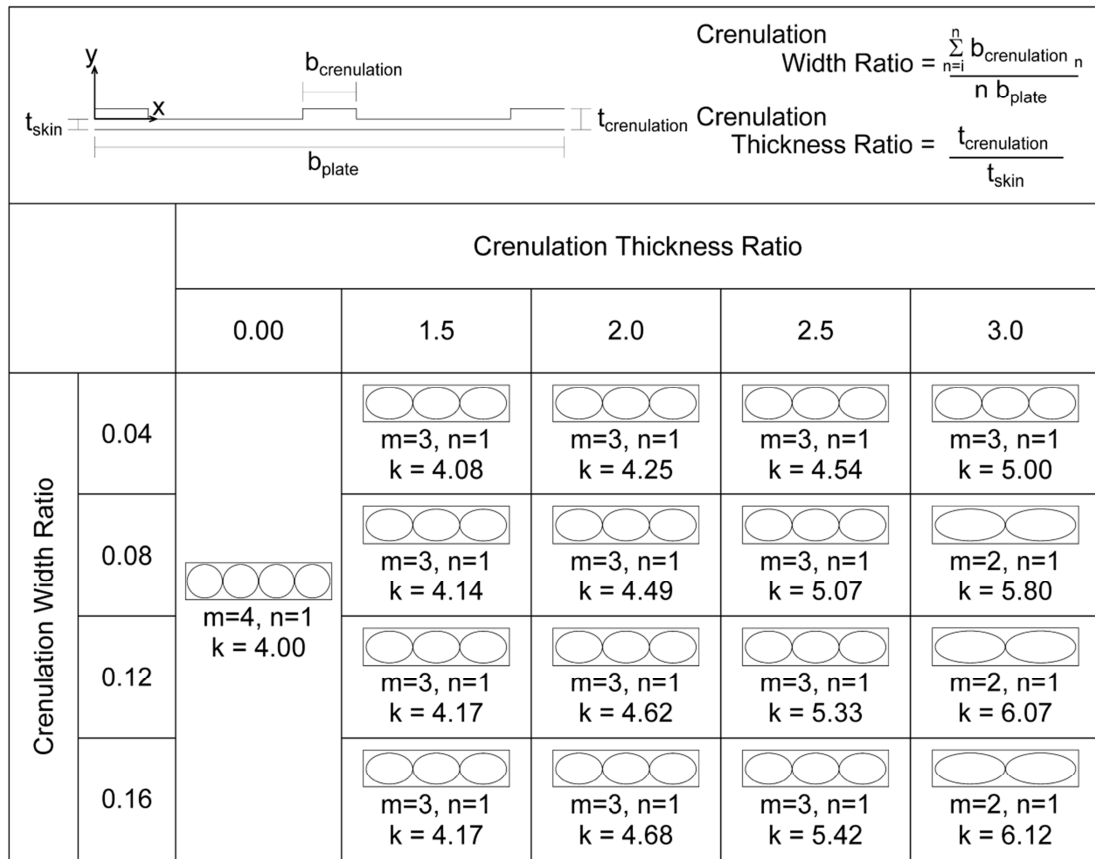 y
b_crenulation
x
t_skin
t_crenulation
b_plate
Crenulation
Width Ratio = n Σ n=i b_crenulation n / n b_plate
Crenulation
Thickness Ratio = t_crenulation / t_skin
Crenulation Thickness Ratio
0.00 1.5 2.0 2.5 3.0
Crenulation Width Ratio
m=4, n=1
k = 4.00
0.04
m=3, n=1 m=3, n=1 m=3, n=1 m=3, n=1
k = 4.08 k = 4.25 k = 4.54 k = 5.00
0.08
m=3, n=1 m=3, n=1 m=3, n=1 m=2, n=1
k = 4.14 k = 4.49 k = 5.07 k = 5.80
0.12
m=3, n=1 m=3, n=1 m=3, n=1 m=2, n=1
k = 4.17 k = 4.62 k = 5.33 k = 6.07
0.16
m=3, n=1 m=3, n=1 m=3, n=1 m=2, n=1
k = 4.17 k = 4.68 k = 5.42 k = 6.12